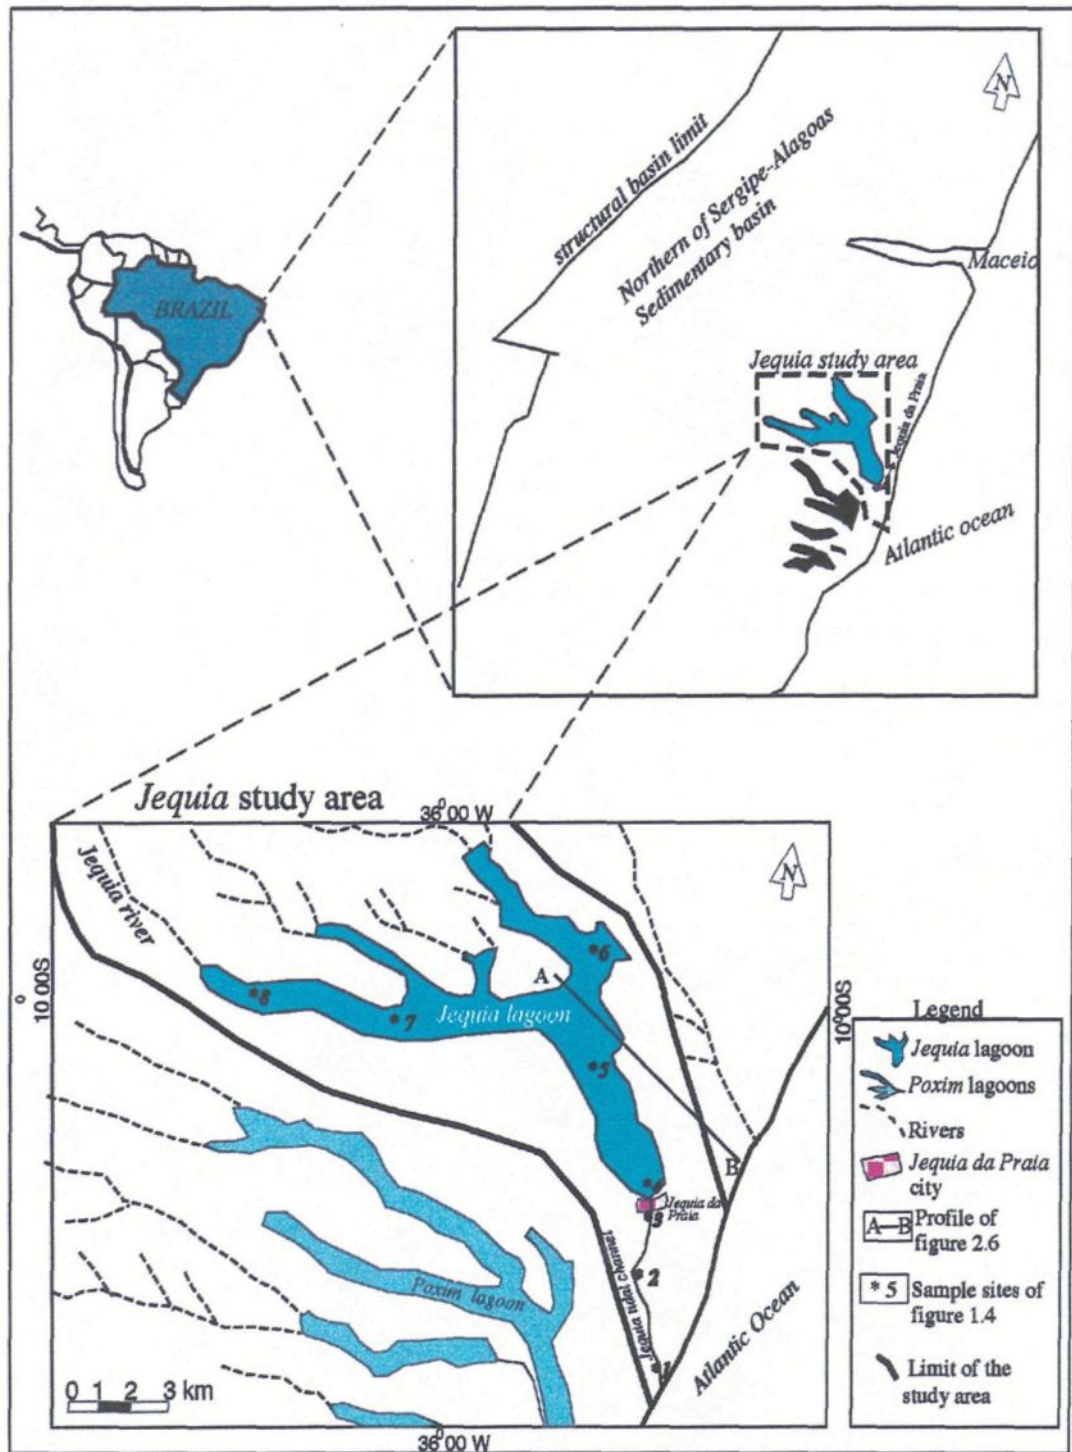 N
structural basin limit
Northern of Sergipe-Alagoas
Sedimentary basin
Maceio
BRAZIL
Jequia study area
Jequia da Praia
Atlantic ocean
Jequia study area
36°00 W
N
Jequia river
10°00S
10°00S
*6
A
*8
*7
Jequia lagoon
*5
B
Jequia da
Praia
3
*2
Jequia tidal channel
*1
Poxim lagoon
Atlantic Ocean
0 1 2 3 km
36°00 W
Legend
Jequia lagoon
Poxim lagoons
Rivers
Jequia da Praia
city
A—B Profile of
figure 2.6
*5 Sample sites of
figure 1.4
Limit of the
study area